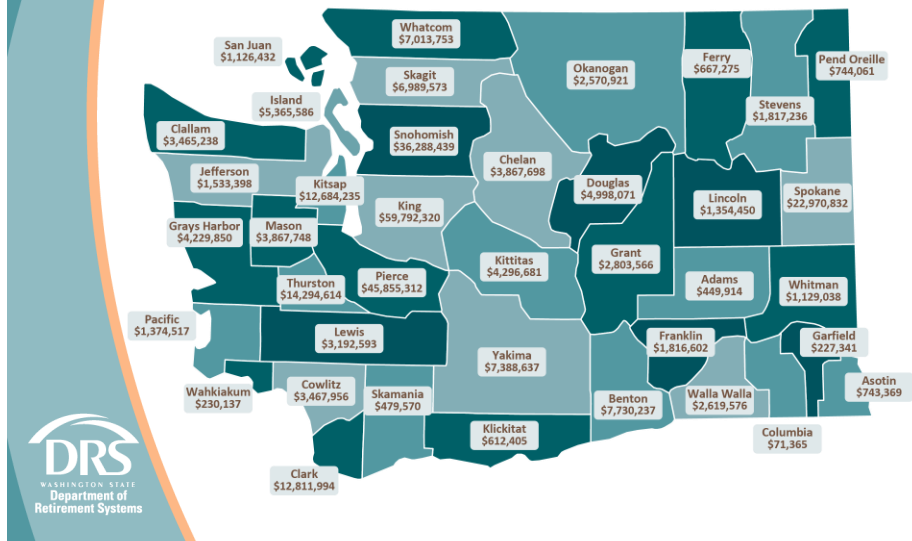 Whatcom
$7,013,753
San Juan
$1,126,432
Skagit
$6,989,573
Okanogan
$2,570,921
Ferry
$667,275
Pend Oreille
$744,061
Island
$5,365,586
Stevens
$1,817,236
Clallam
$3,465,238
Snohomish
$36,288,439
Chelan
$3,867,698
Jefferson
$1,533,398
Kitsap
$12,684,235
Douglas
$4,998,071
Lincoln
$1,354,450
Spokane
$22,970,832
King
$59,792,320
Grays Harbor
$4,229,850
Mason
$3,867,748
Kittitas
$4,296,681
Grant
$2,803,566
Thurston
$14,294,614
Pierce
$45,855,312
Adams
$449,914
Whitman
$1,129,038
Pacific
$1,374,517
Lewis
$3,192,593
Yakima
$7,388,637
Franklin
$1,816,602
Garfield
$227,341
Wahkiakum
$230,137
Cowlitz
$3,467,956
Skamania
$479,570
Benton
$7,730,237
Walla Walla
$2,619,576
Asotin
$743,369
Klickitat
$612,405
Columbia
$71,365
Clark
$12,811,994
DRS
WASHINGTON STATE
Department of
Retirement Systems